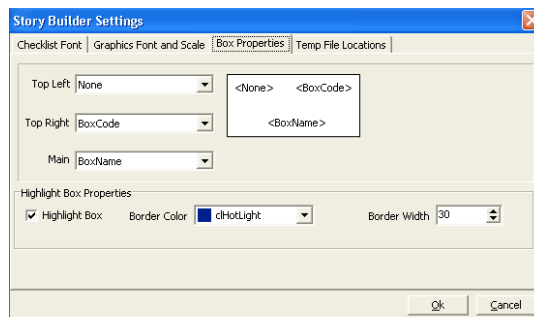 Story Builder Settings
Checklist Font Graphics Font and Scale Box Properties Temp File Locations
Top Left None
<None> <BoxCode>
Top Right BoxCode
<BoxName>
Main BoxName
Highlight Box Properties
Highlight Box Border Color clHotLight Border Width 30
Ok Cancel